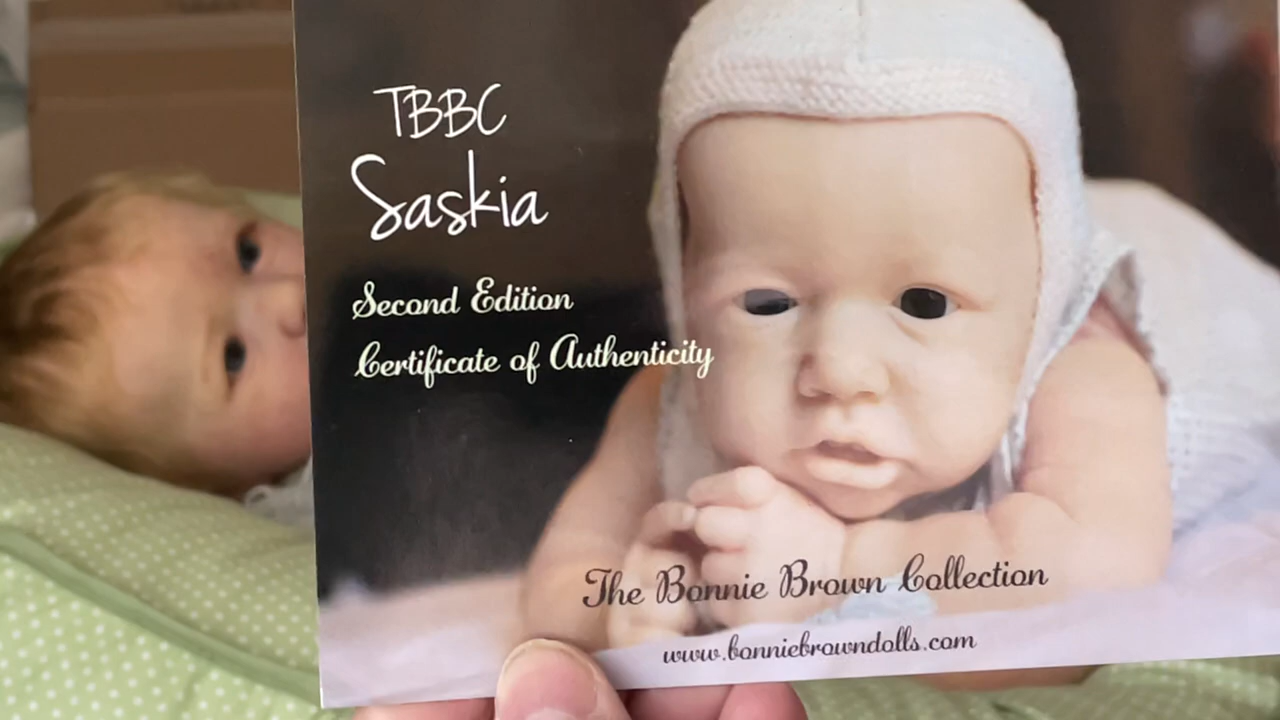 TBBC
Saskia
Second Edition
Certificate of Authenticity
The Bonnie Brown Collection
www.bonniebrowndolls.com